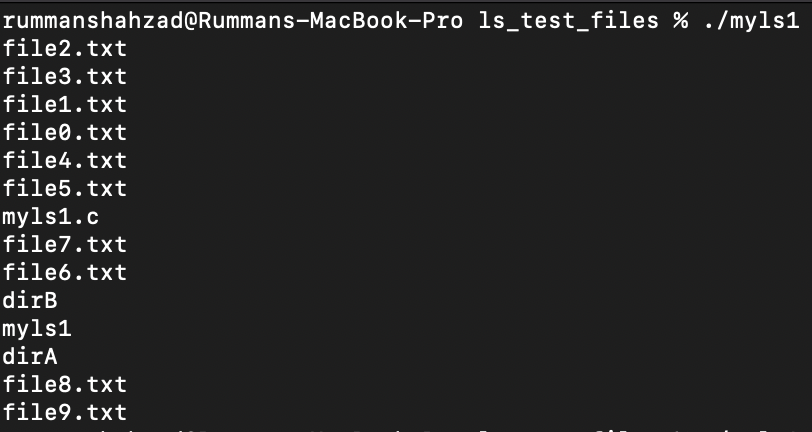 rummanshahzad@Rummans-MacBook-Pro ls_test_files % ./myls1
file2.txt
file3.txt
file1.txt
file0.txt
file4.txt
file5.txt
myls1.c
file7.txt
file6.txt
dirB
myls1
dirA
file8.txt
file9.txt